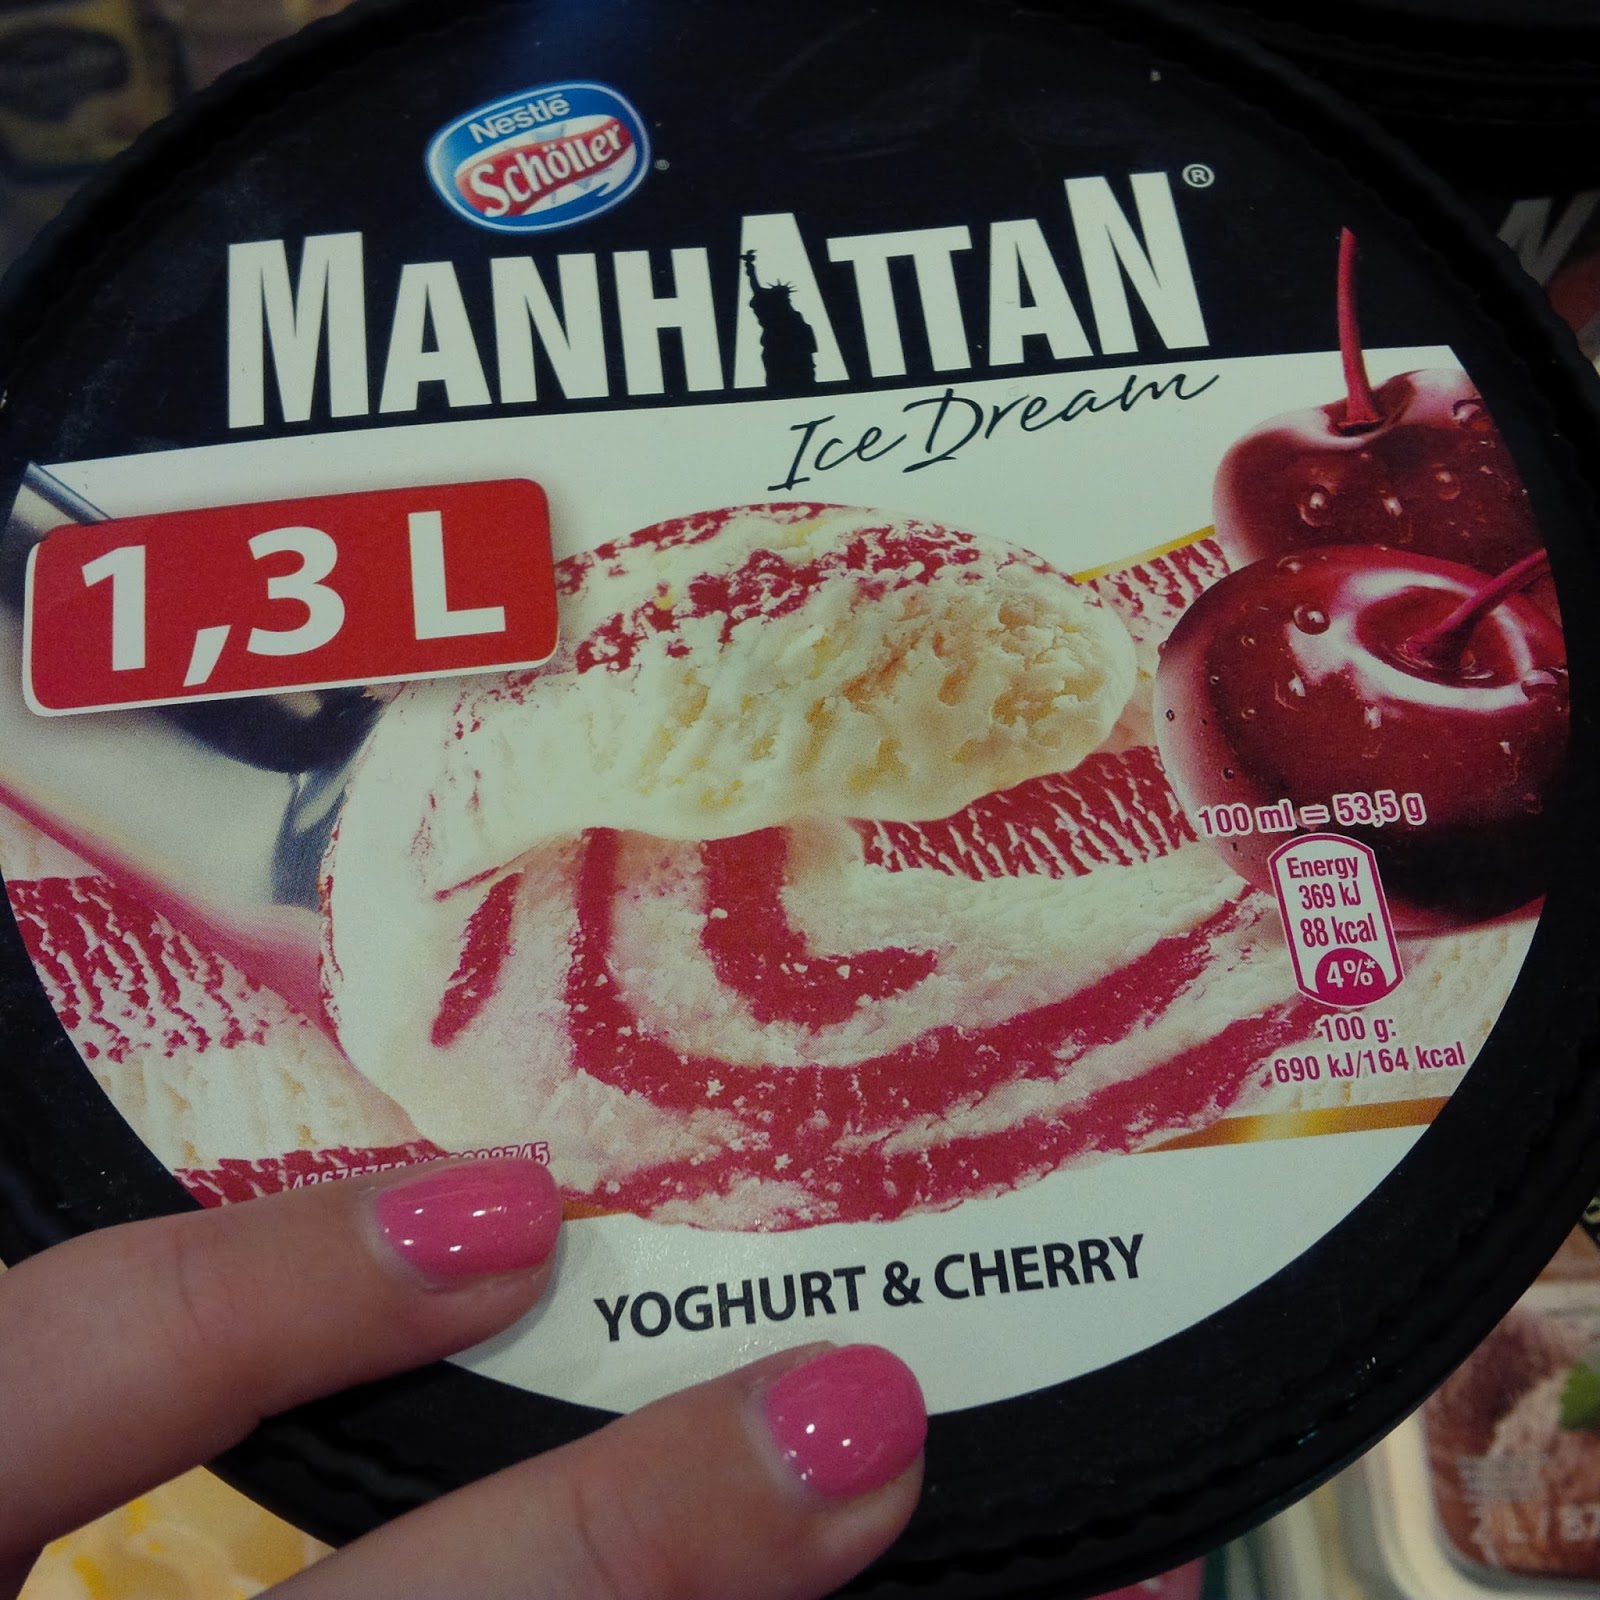 Nestlé
Schöller
MANHATTAN®
Ice Dream
1,3 L
100 ml = 53,5 g
Energy
369 kJ
88 kcal
4%*
100 g:
690 kJ/164 kcal
YOGHURT & CHERRY